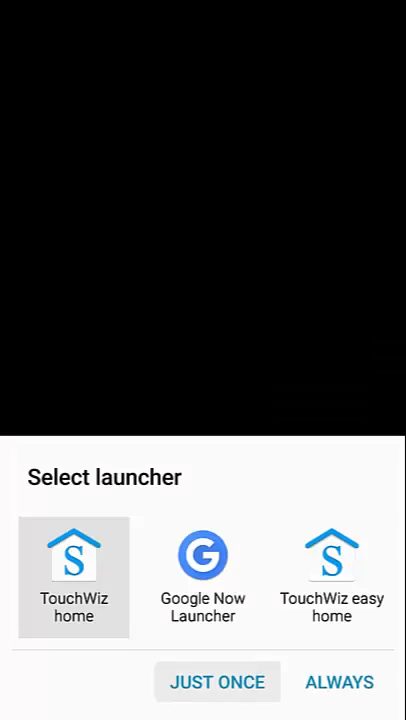 Select launcher
S
G
S
TouchWiz home
Google Now Launcher
TouchWiz easy home
JUST ONCE
ALWAYS